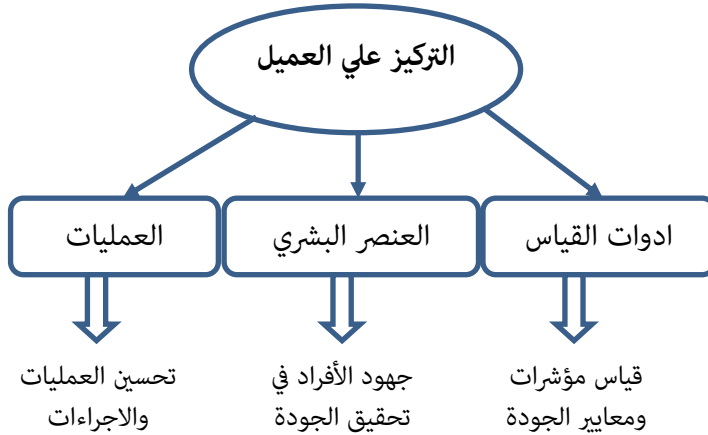 التركيز علي العميل
ادوات القياس
العنصر البشري
العمليات
قياس مؤشرات
ومعايير الجودة
جهود الأفراد في
تحقيق الجودة
تحسين العمليات
والاجراءات